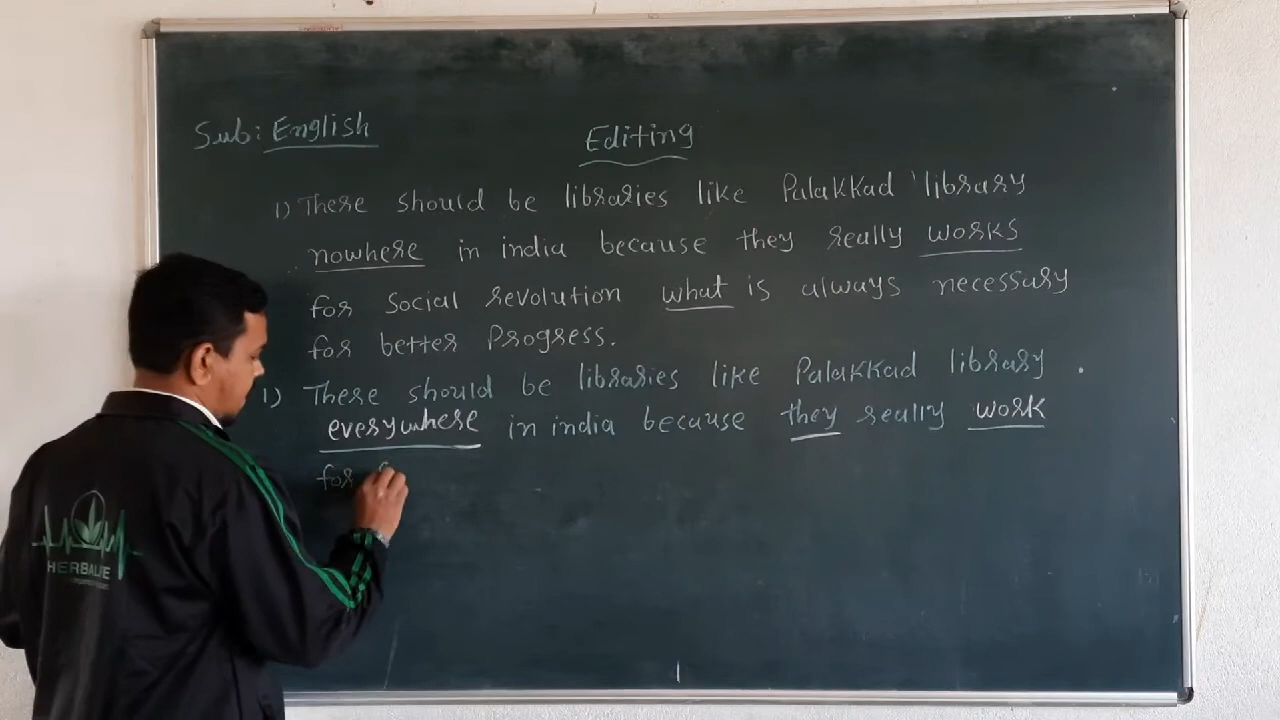 Sub: English
Editing
1) There should be libraries like Palakkad library
nowhere in india because they really works
for social revolution what is always necessary
for better Progress.
1) There should be libraries like Palakkad library .
everywhere in india because they really work
for
HERBALIFE